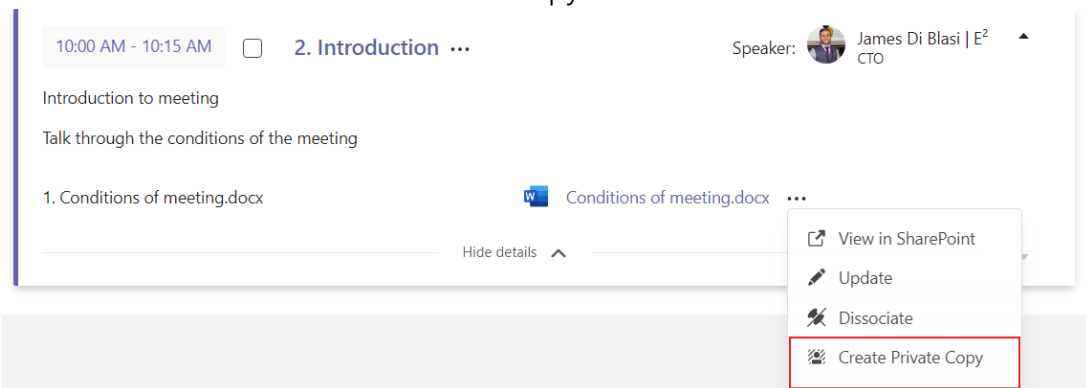 10:00 AM - 10:15 AM 2. Introduction ... Speaker: James Di Blasi | E²
CTO
Introduction to meeting
Talk through the conditions of the meeting
1. Conditions of meeting.docx Conditions of meeting.docx ...
Hide details
View in SharePoint
Update
Dissociate
Create Private Copy